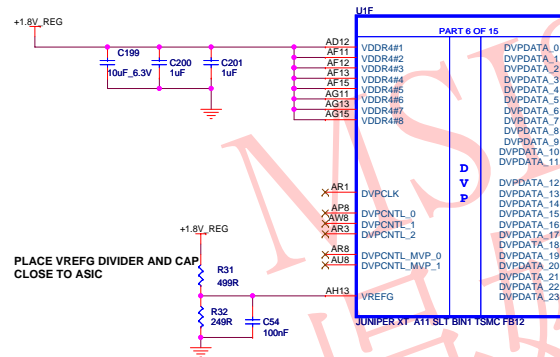 U1F
PART 6 OF 15
+1.8V_REG
C199
10uF_6.3V
C200
1uF
C201
1uF
AD12
AF11
AF12
AF13
AF15
AG11
AG13
AG15
VDDR4#1
VDDR4#2
VDDR4#3
VDDR4#4
VDDR4#5
VDDR4#6
VDDR4#7
VDDR4#8
DVPDATA_0
DVPDATA_1
DVPDATA_2
DVPDATA_3
DVPDATA_4
DVPDATA_5
DVPDATA_6
DVPDATA_7
DVPDATA_8
DVPDATA_9
DVPDATA_10
DVPDATA_11
DVPDATA_12
DVPDATA_13
DVPDATA_14
DVPDATA_15
DVPDATA_16
DVPDATA_17
DVPDATA_18
DVPDATA_19
DVPDATA_20
DVPDATA_21
DVPDATA_22
DVPDATA_23
D
V
P
AR1
DVPCLK
AP8
DVPCNTL_0
AW8
DVPCNTL_1
AR3
DVPCNTL_2
AR8
DVPCNTL_MVP_0
AU8
DVPCNTL_MVP_1
AH13
VREFG
+1.8V_REG
PLACE VREFG DIVIDER AND CAP
CLOSE TO ASIC
R31
499R
R32
249R
C54
100nF
JUNIPER XT A11 SLT BIN1 TSMC FB12